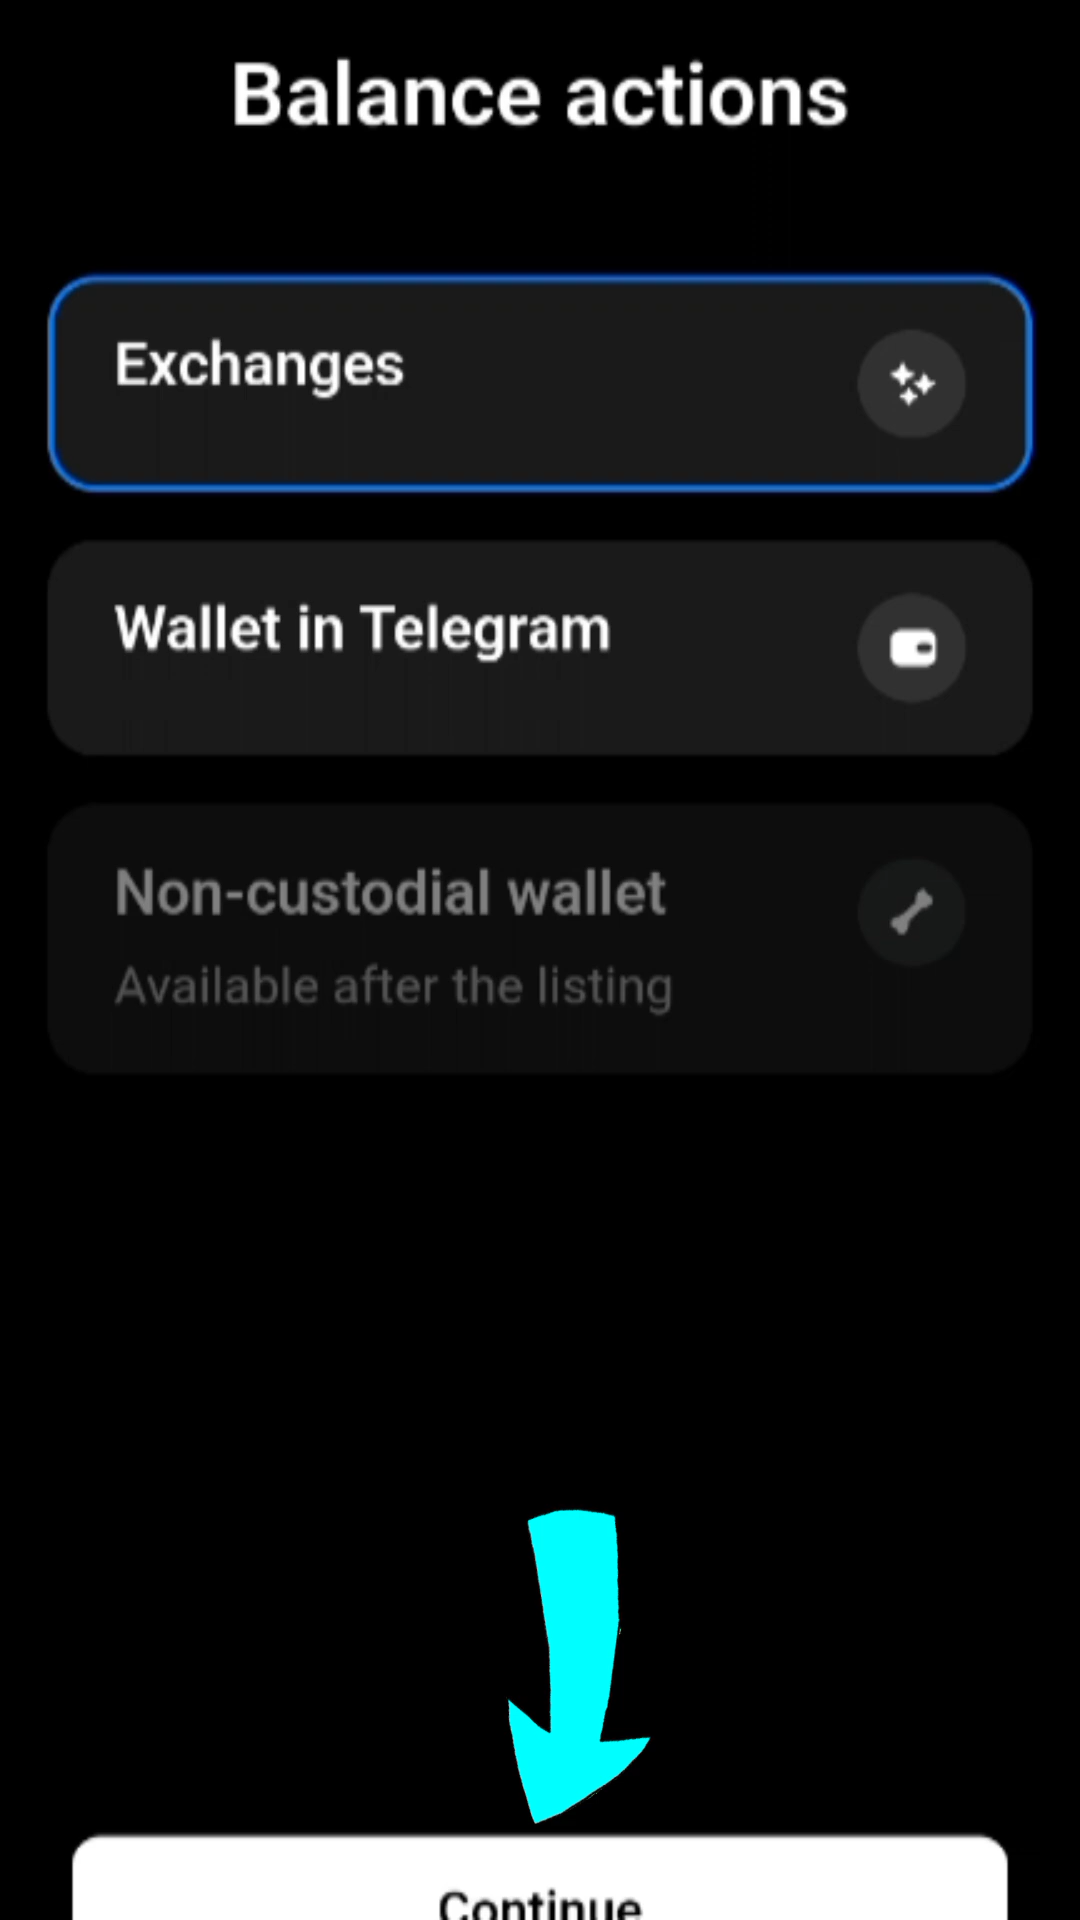 Balance actions
Exchanges
Wallet in Telegram
Non-custodial wallet
Available after the listing
Continue